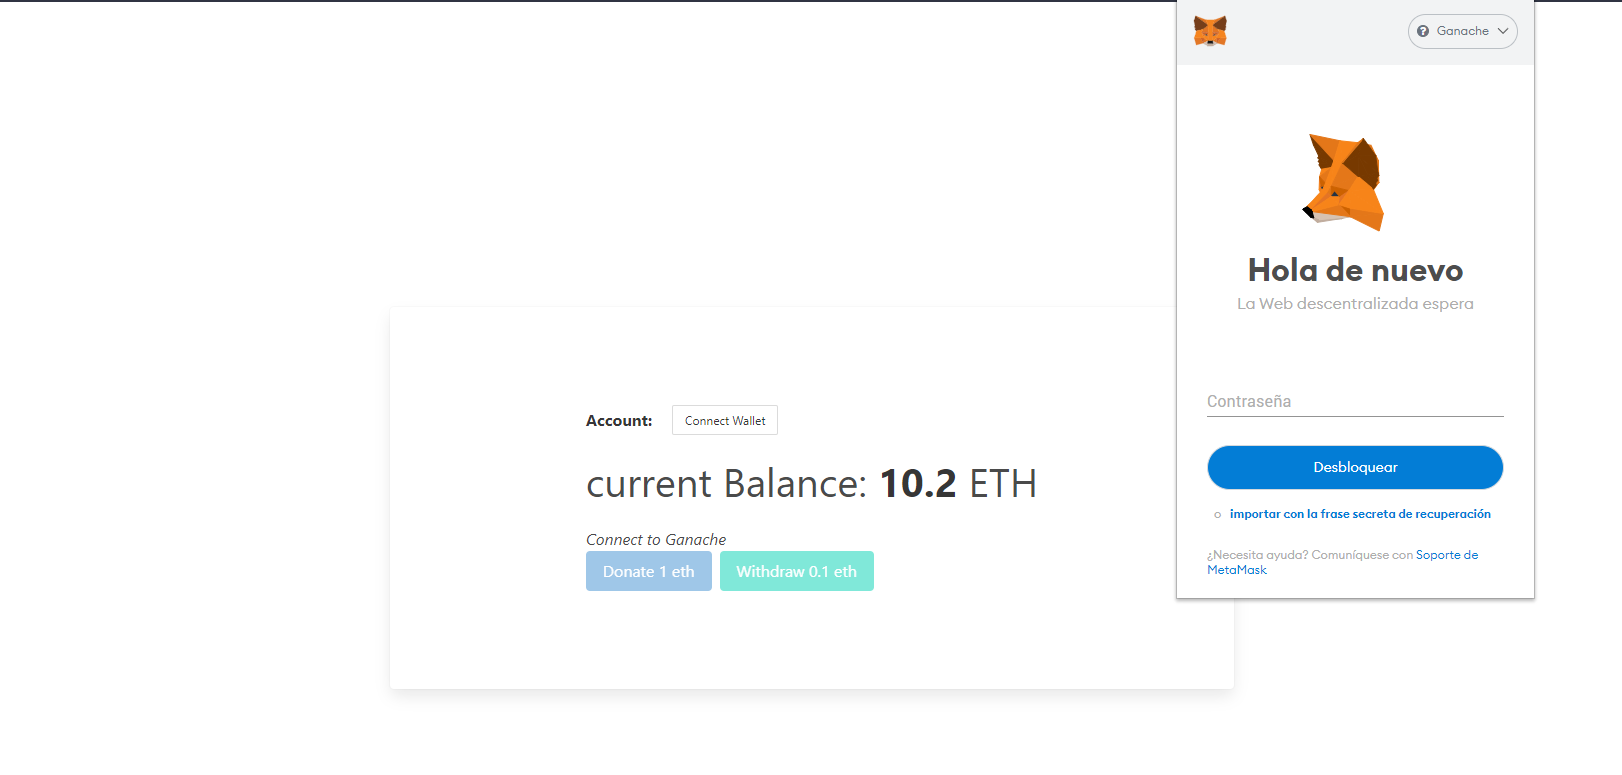 Ganache
Hola de nuevo
La Web descentralizada espera
Contraseña
Desbloquear
importar con la frase secreta de recuperación
¿Necesita ayuda? Comuníquese con Soporte de
MetaMask
Account: Connect Wallet
current Balance: 10.2 ETH
Connect to Ganache
Donate 1 eth Withdraw 0.1 eth